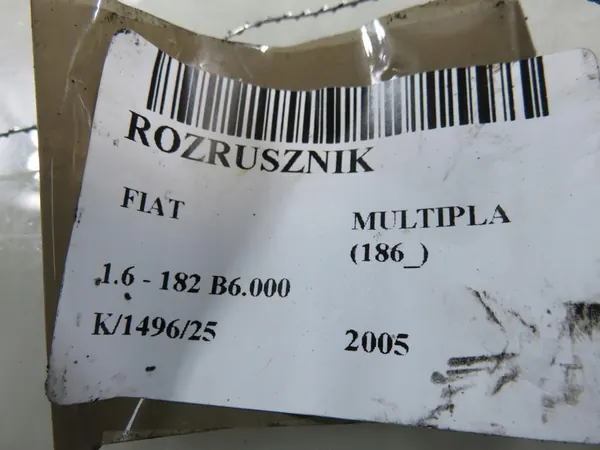 ROZRUSZNIK
FIAT MULTIPLA
(186_)
1.6 - 182 B6.000
K/1496/25 2005